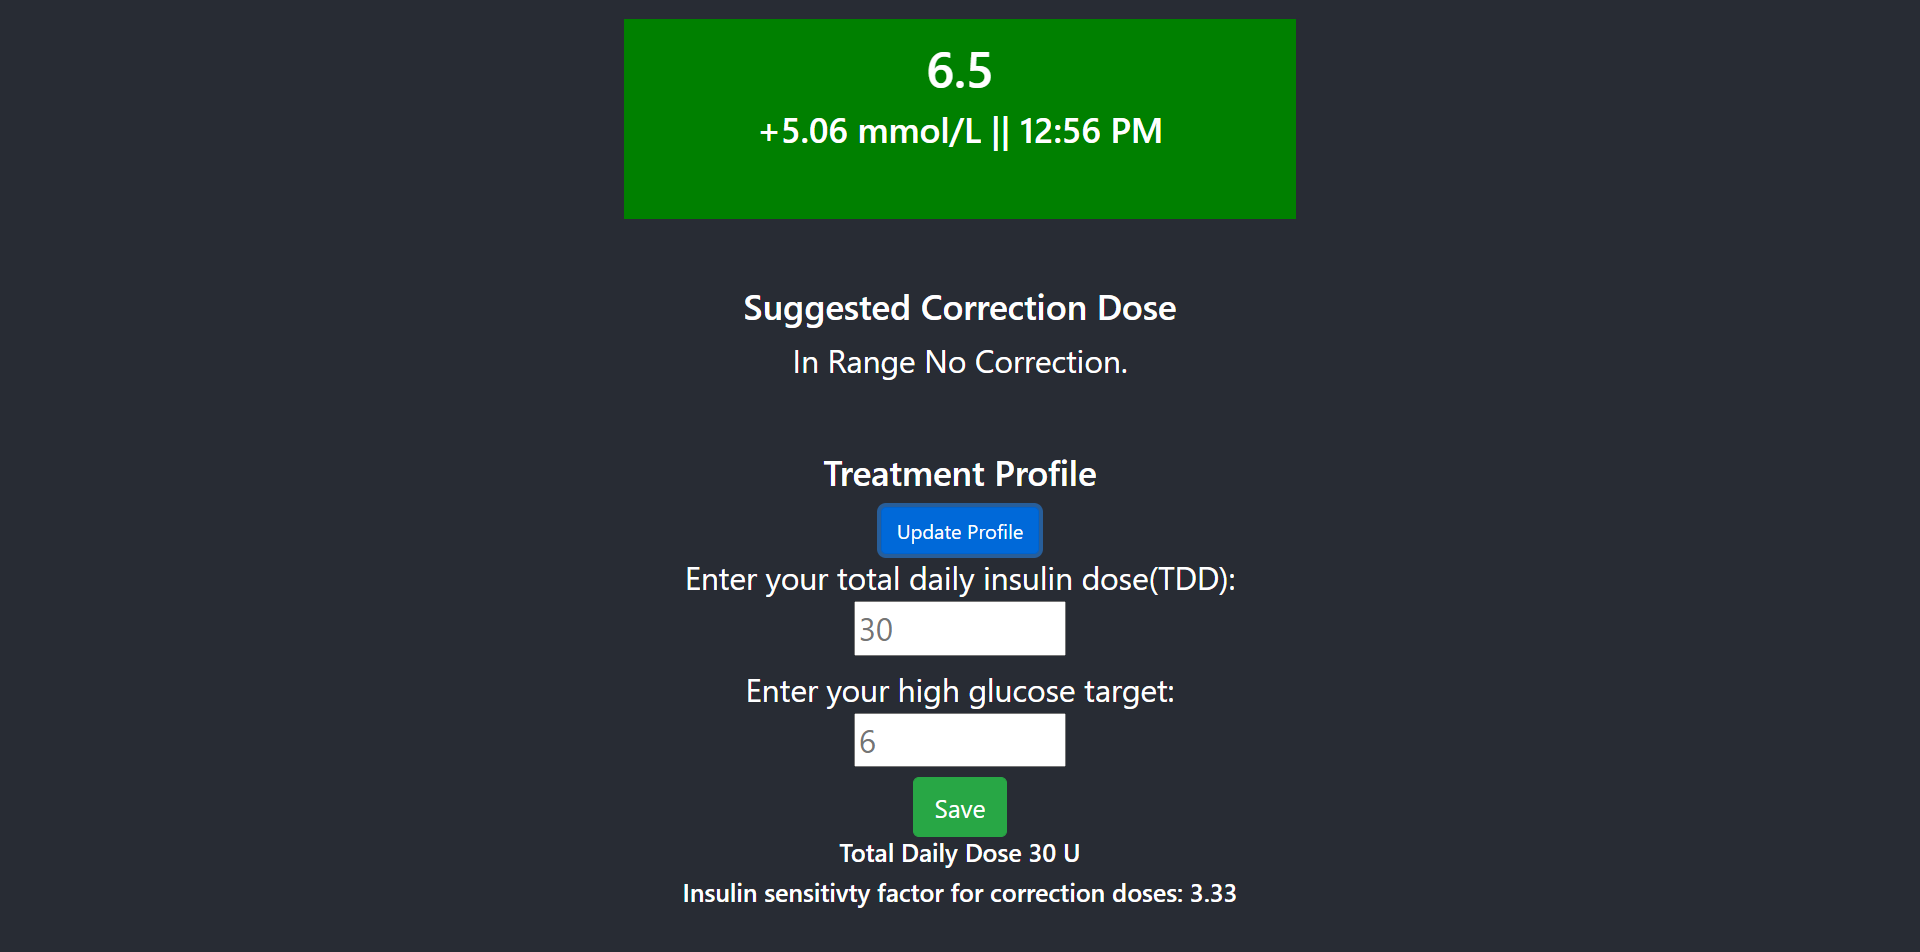 6.5
+5.06 mmol/L || 12:56 PM
Suggested Correction Dose
In Range No Correction.
Treatment Profile
Update Profile
Enter your total daily insulin dose(TDD):
30
Enter your high glucose target:
6
Save
Total Daily Dose 30 U
Insulin sensitivty factor for correction doses: 3.33